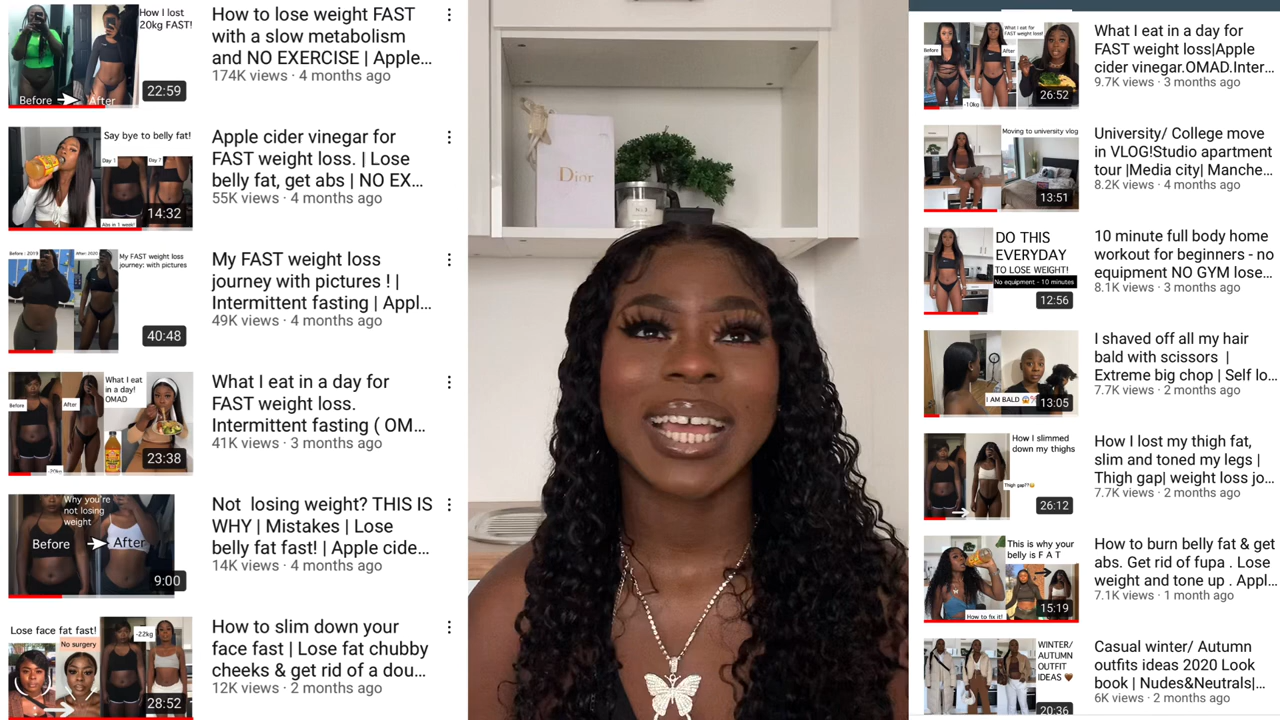 How I lost
20kg FAST!
Before
After
22:59
How to lose weight FAST
with a slow metabolism
and NO EXERCISE | Apple...
174K views · 4 months ago
Say bye to belly fat!
Day 1
Day 7
Abs in 1 week!
14:32
Apple cider vinegar for
FAST weight loss. | Lose
belly fat, get abs | NO EX...
55K views · 4 months ago
Before : 2019
After: 2020
My FAST weight loss
journey: with pictures
40:48
My FAST weight loss
journey with pictures ! |
Intermittent fasting | Appl...
49K views · 4 months ago
Before
After
What I eat
in a day!
OMAD
-20kg
23:38
What I eat in a day for
FAST weight loss.
Intermittent fasting ( OM...
41K views · 3 months ago
Why you're
not losing
weight
Before
After
9:00
Not losing weight? THIS IS
WHY | Mistakes | Lose
belly fat fast! | Apple cide...
14K views · 4 months ago
Lose face fat fast!
No surgery
-22kg
28:52
How to slim down your
face fast | Lose fat chubby
cheeks & get rid of a dou...
12K views · 2 months ago
Dior
What I eat for
FAST weight loss!
Before
After
-10kg
26:52
What I eat in a day for
FAST weight loss|Apple
cider vinegar.OMAD.Inter...
9.7K views · 3 months ago
Moving to university vlog
13:51
University/ College move
in VLOG!Studio apartment
tour |Media city| Manche...
8.2K views · 4 months ago
DO THIS
EVERYDAY
TO LOSE WEIGHT!
No equipment - 10 minutes
12:56
10 minute full body home
workout for beginners - no
equipment NO GYM lose...
8.1K views · 3 months ago
I AM BALD
13:05
I shaved off all my hair
bald with scissors |
Extreme big chop | Self lo...
7.7K views · 2 months ago
How I slimmed
down my thighs
Thigh gap??
26:12
How I lost my thigh fat,
slim and toned my legs |
Thigh gap| weight loss jo...
7.7K views · 2 months ago
This is why your
belly is F A T
How to fix it!
15:19
How to burn belly fat & get
abs. Get rid of fupa . Lose
weight and tone up . Appl...
7.1K views · 1 month ago
WINTER/
AUTUMN
OUTFIT
IDEAS
20:36
Casual winter/ Autumn
outfits ideas 2020 Look
book | Nudes&Neutrals|...
6K views · 2 months ago